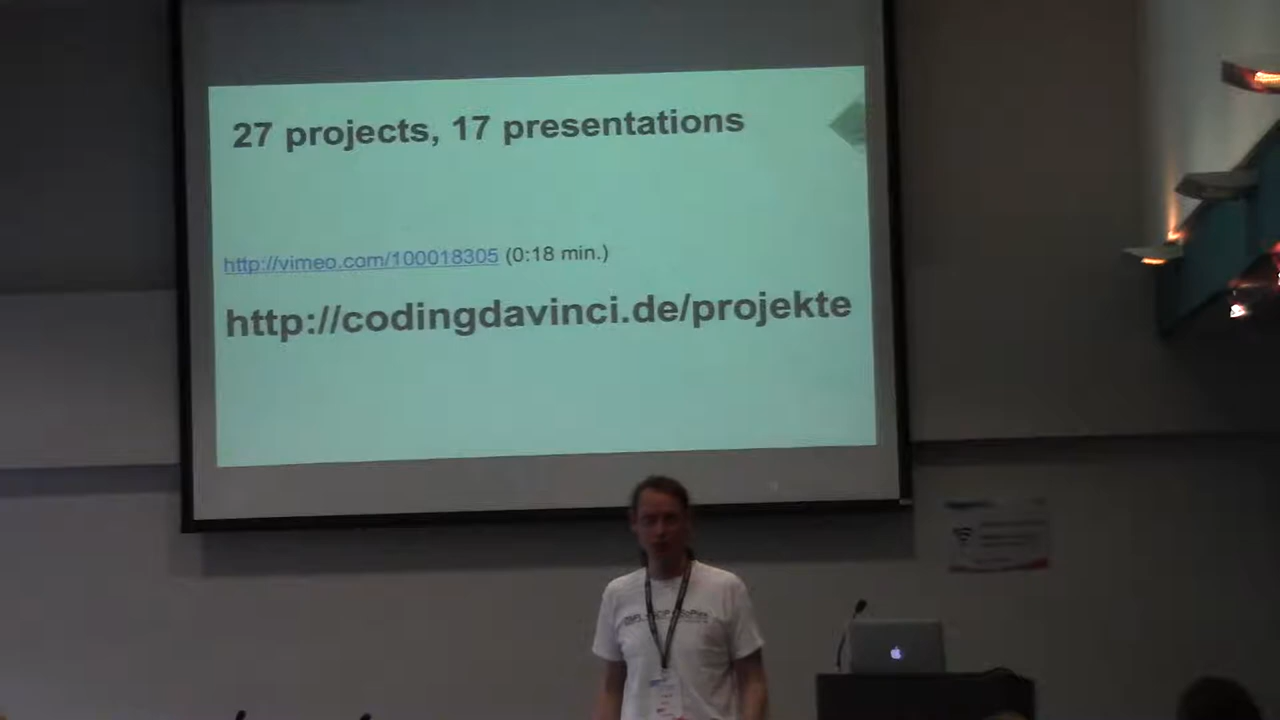 27 projects, 17 presentations
http://vimeo.com/100018305 (0:18 min.)
http://codingdavinci.de/projekte